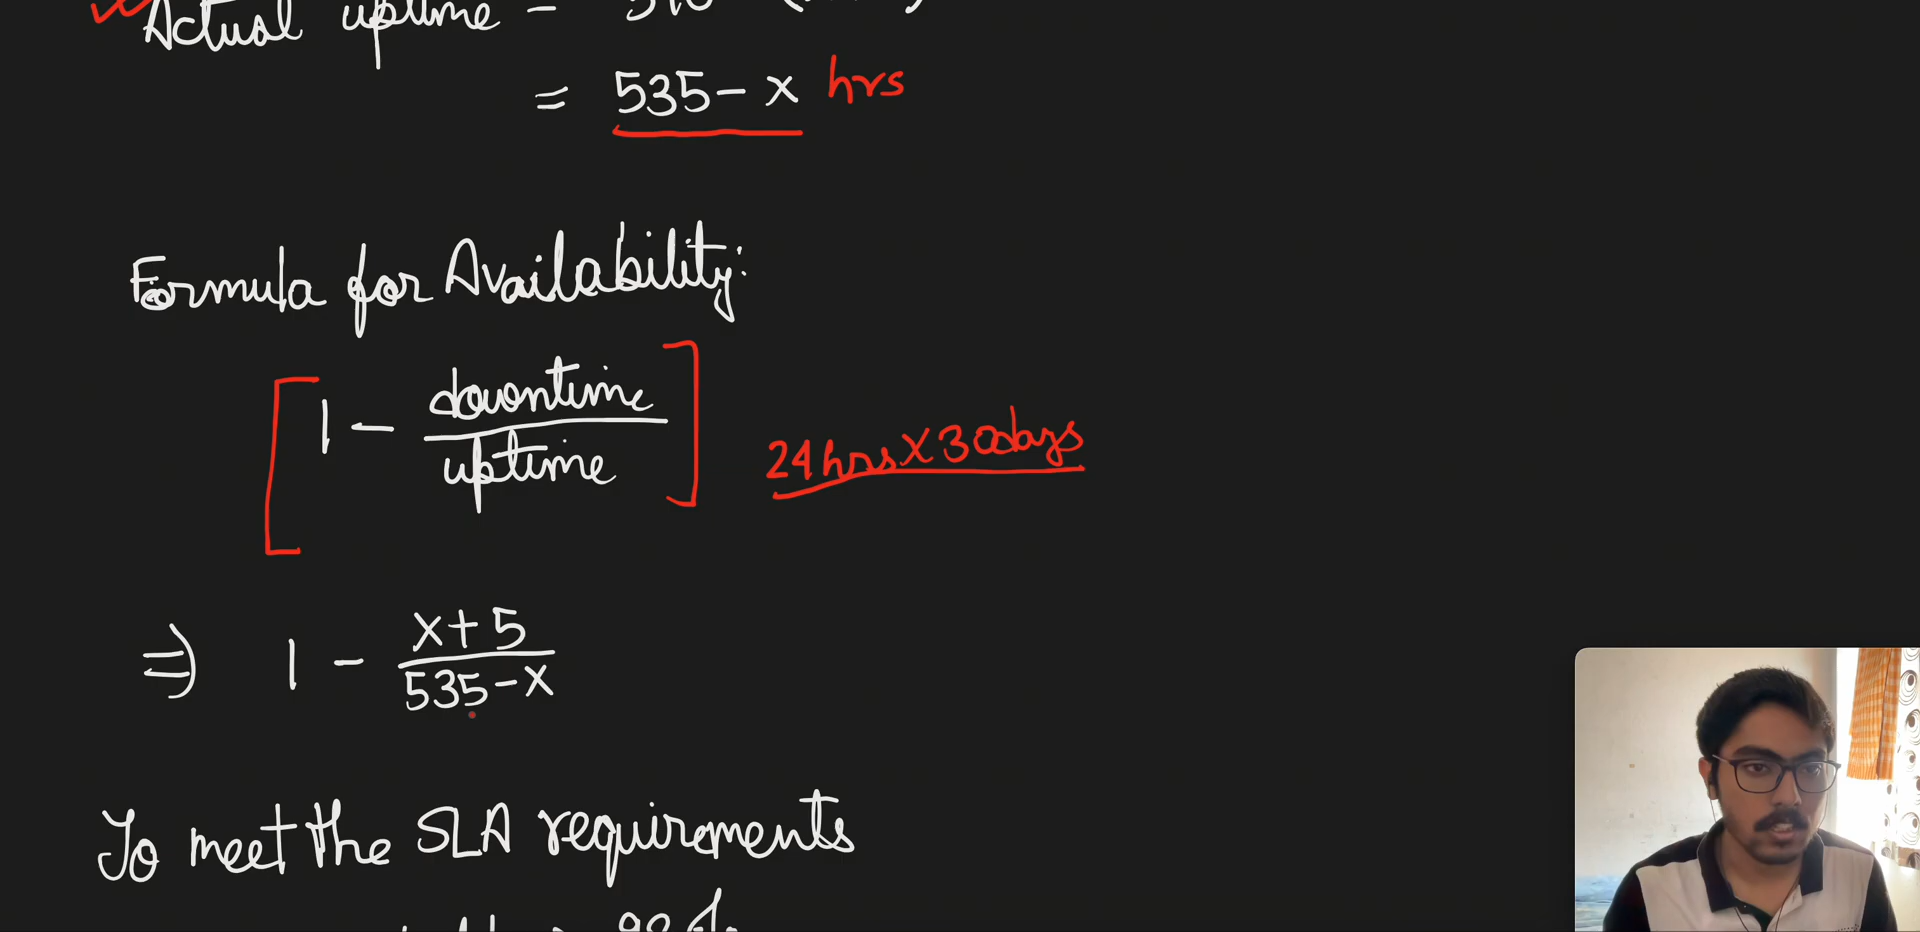 Actual uptime =
= 535 - x hrs
Formula for Availability:
[1 - downtime
uptime]
24 hrs X 30 days
⇒ 1 - x + 5
535 - x
To meet the SLA requirements